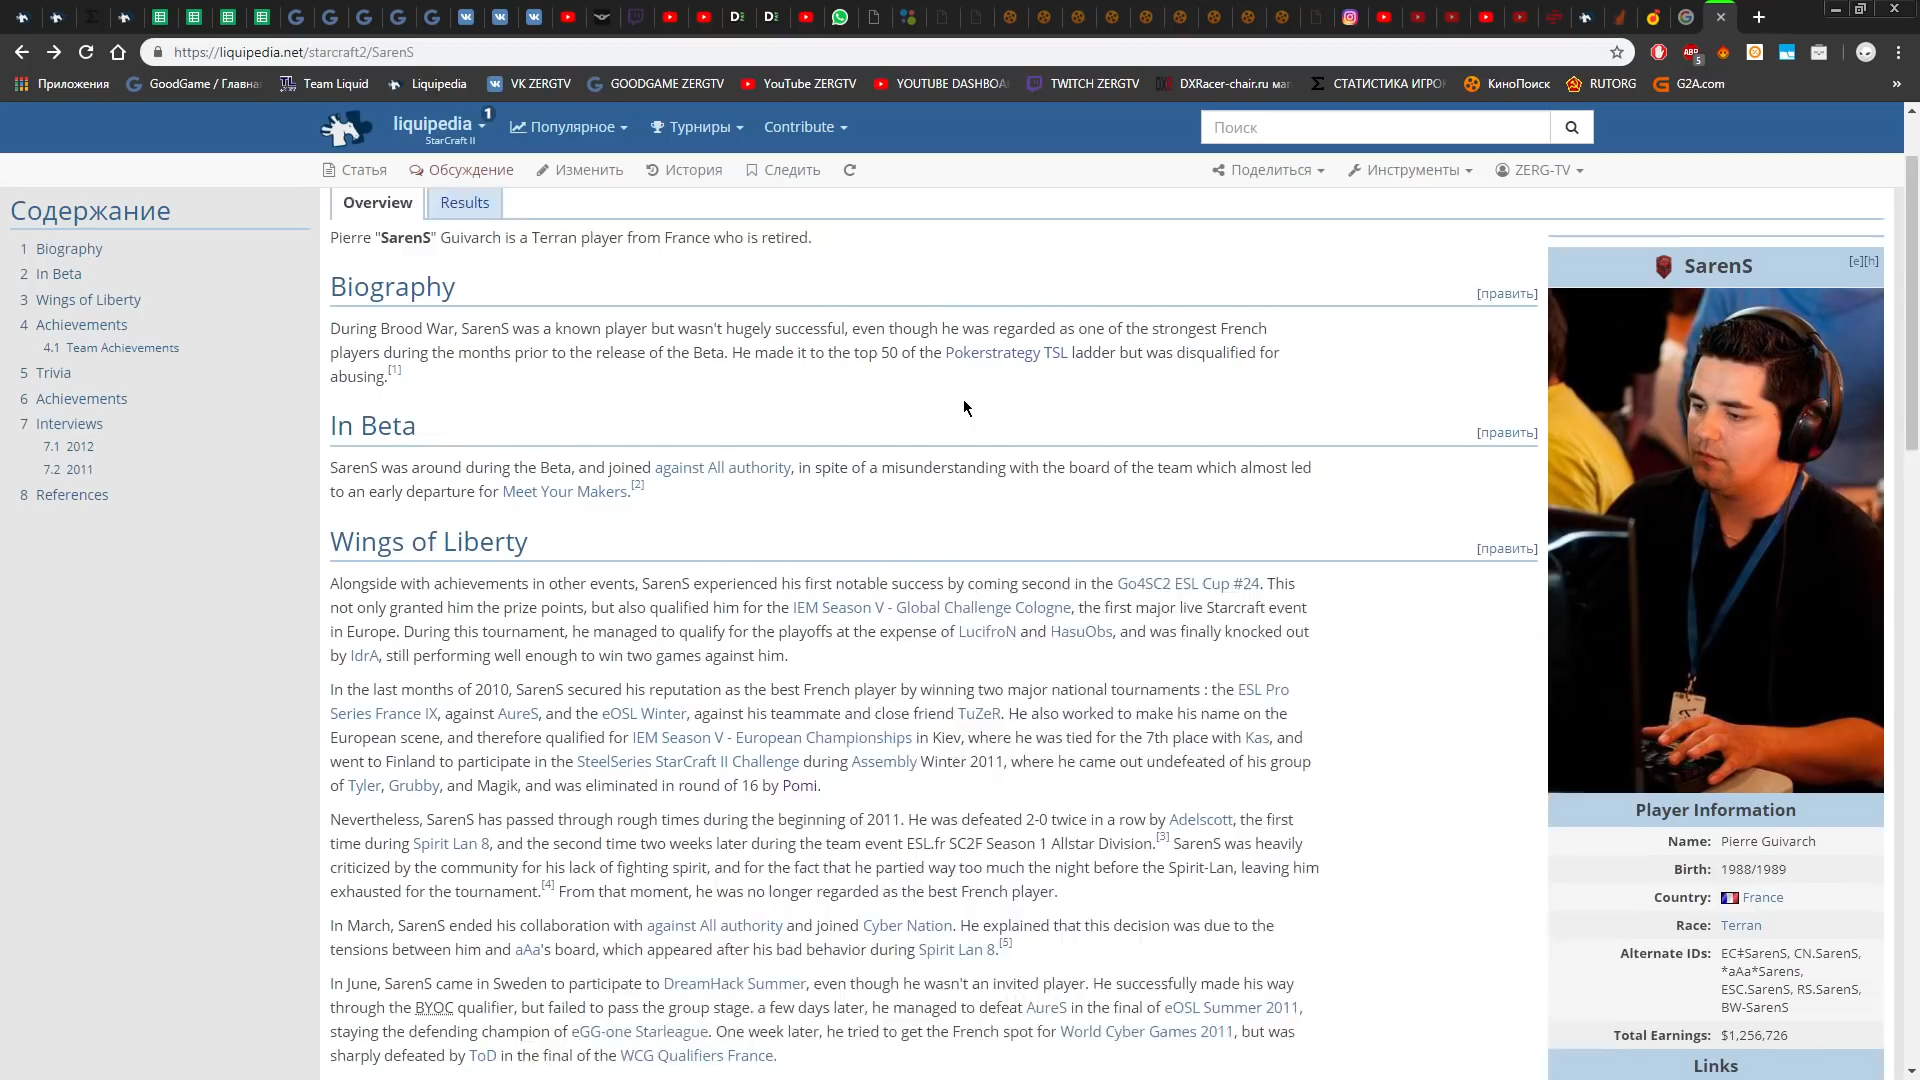 https://liquipedia.net/starcraft2/SarenS
Приложения
GoodGame / Главна
Team Liquid
Liquipedia
VK ZERGTV
GOODGAME ZERGTV
YouTube ZERGTV
YOUTUBE DASHBOA
TWITCH ZERGTV
DXRacer-chair.ru ма
СТАТИСТИКА ИГРО
КиноПоиск
RUTORG
G2A.com
liquipedia 1
StarCraft II
Популярное
Турниры
Contribute
Поиск
Статья
Обсуждение
Изменить
История
Следить
Поделиться
Инструменты
ZERG-TV
Содержание
1 Biography
2 In Beta
3 Wings of Liberty
4 Achievements
4.1 Team Achievements
5 Trivia
6 Achievements
7 Interviews
7.1 2012
7.2 2011
8 References
Overview
Results
Pierre "SarenS" Guivarch is a Terran player from France who is retired.
Biography
[править]
During Brood War, SarenS was a known player but wasn't hugely successful, even though he was regarded as one of the strongest French
players during the months prior to the release of the Beta. He made it to the top 50 of the Pokerstrategy TSL ladder but was disqualified for
abusing.[1]
In Beta
[править]
SarenS was around during the Beta, and joined against All authority, in spite of a misunderstanding with the board of the team which almost led
to an early departure for Meet Your Makers.[2]
Wings of Liberty
[править]
Alongside with achievements in other events, SarenS experienced his first notable success by coming second in the Go4SC2 ESL Cup #24. This
not only granted him the prize points, but also qualified him for the IEM Season V - Global Challenge Cologne, the first major live Starcraft event
in Europe. During this tournament, he managed to qualify for the playoffs at the expense of LucifroN and HasuObs, and was finally knocked out
by IdrA, still performing well enough to win two games against him.
In the last months of 2010, SarenS secured his reputation as the best French player by winning two major national tournaments : the ESL Pro
Series France IX, against AureS, and the eOSL Winter, against his teammate and close friend TuZeR. He also worked to make his name on the
European scene, and therefore qualified for IEM Season V - European Championships in Kiev, where he was tied for the 7th place with Kas, and
went to Finland to participate in the SteelSeries StarCraft II Challenge during Assembly Winter 2011, where he came out undefeated of his group
of Tyler, Grubby, and Magik, and was eliminated in round of 16 by Pomi.
Nevertheless, SarenS has passed through rough times during the beginning of 2011. He was defeated 2-0 twice in a row by Adelscott, the first
time during Spirit Lan 8, and the second time two weeks later during the team event ESL.fr SC2F Season 1 Allstar Division.[3] SarenS was heavily
criticized by the community for his lack of fighting spirit, and for the fact that he partied way too much the night before the Spirit-Lan, leaving him
exhausted for the tournament.[4] From that moment, he was no longer regarded as the best French player.
In March, SarenS ended his collaboration with against All authority and joined Cyber Nation. He explained that this decision was due to the
tensions between him and aAa's board, which appeared after his bad behavior during Spirit Lan 8.[5]
In June, SarenS came in Sweden to participate to DreamHack Summer, even though he wasn't an invited player. He successfully made his way
through the BYOC qualifier, but failed to pass the group stage. a few days later, he managed to defeat AureS in the final of eOSL Summer 2011,
staying the defending champion of eGG-one Starleague. One week later, he tried to get the French spot for World Cyber Games 2011, but was
sharply defeated by ToD in the final of the WCG Qualifiers France.
SarenS
[e][h]
Player Information
Name: Pierre Guivarch
Birth: 1988/1989
Country: France
Race: Terran
Alternate IDs: EC‡SarenS, CN.SarenS,
*aAa*Sarens,
ESC.SarenS, RS.SarenS,
BW-SarenS
Total Earnings: $1,256,726
Links